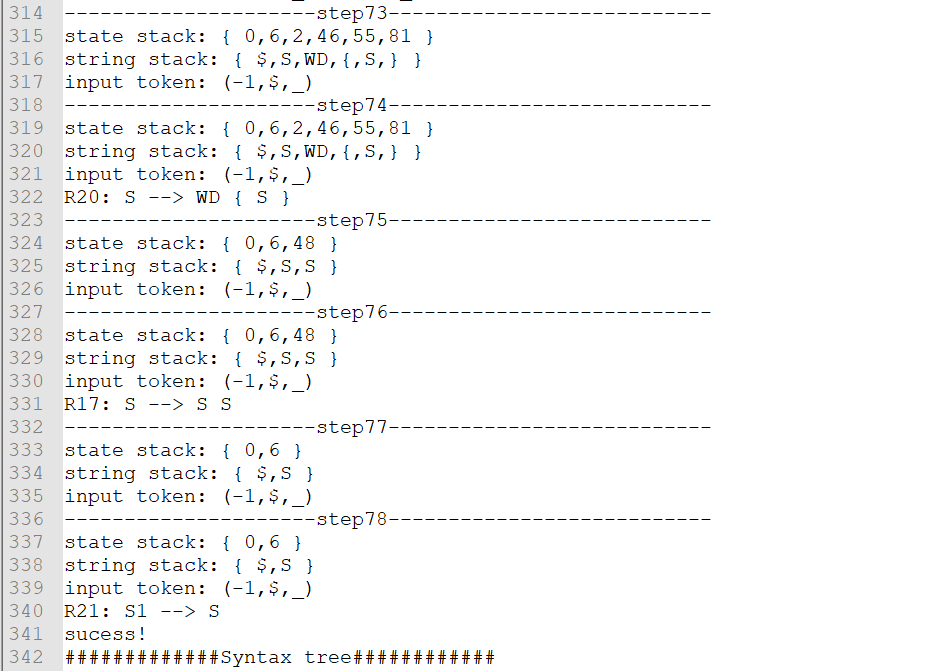 314 ---------------------step73---------------------------
315 state stack: { 0,6,2,46,55,81 }
316 string stack: { $,S,WD,{,S,} }
317 input token: (-1,$,_)
318 ---------------------step74---------------------------
319 state stack: { 0,6,2,46,55,81 }
320 string stack: { $,S,WD,{,S,} }
321 input token: (-1,$,_)
322 R20: S --> WD { S }
323 ---------------------step75---------------------------
324 state stack: { 0,6,48 }
325 string stack: { $,S,S }
326 input token: (-1,$,_)
327 ---------------------step76---------------------------
328 state stack: { 0,6,48 }
329 string stack: { $,S,S }
330 input token: (-1,$,_)
331 R17: S --> S S
332 ---------------------step77---------------------------
333 state stack: { 0,6 }
334 string stack: { $,S }
335 input token: (-1,$,_)
336 ---------------------step78---------------------------
337 state stack: { 0,6 }
338 string stack: { $,S }
339 input token: (-1,$,_)
340 R21: S1 --> S
341 sucess!
342 #############Syntax tree############